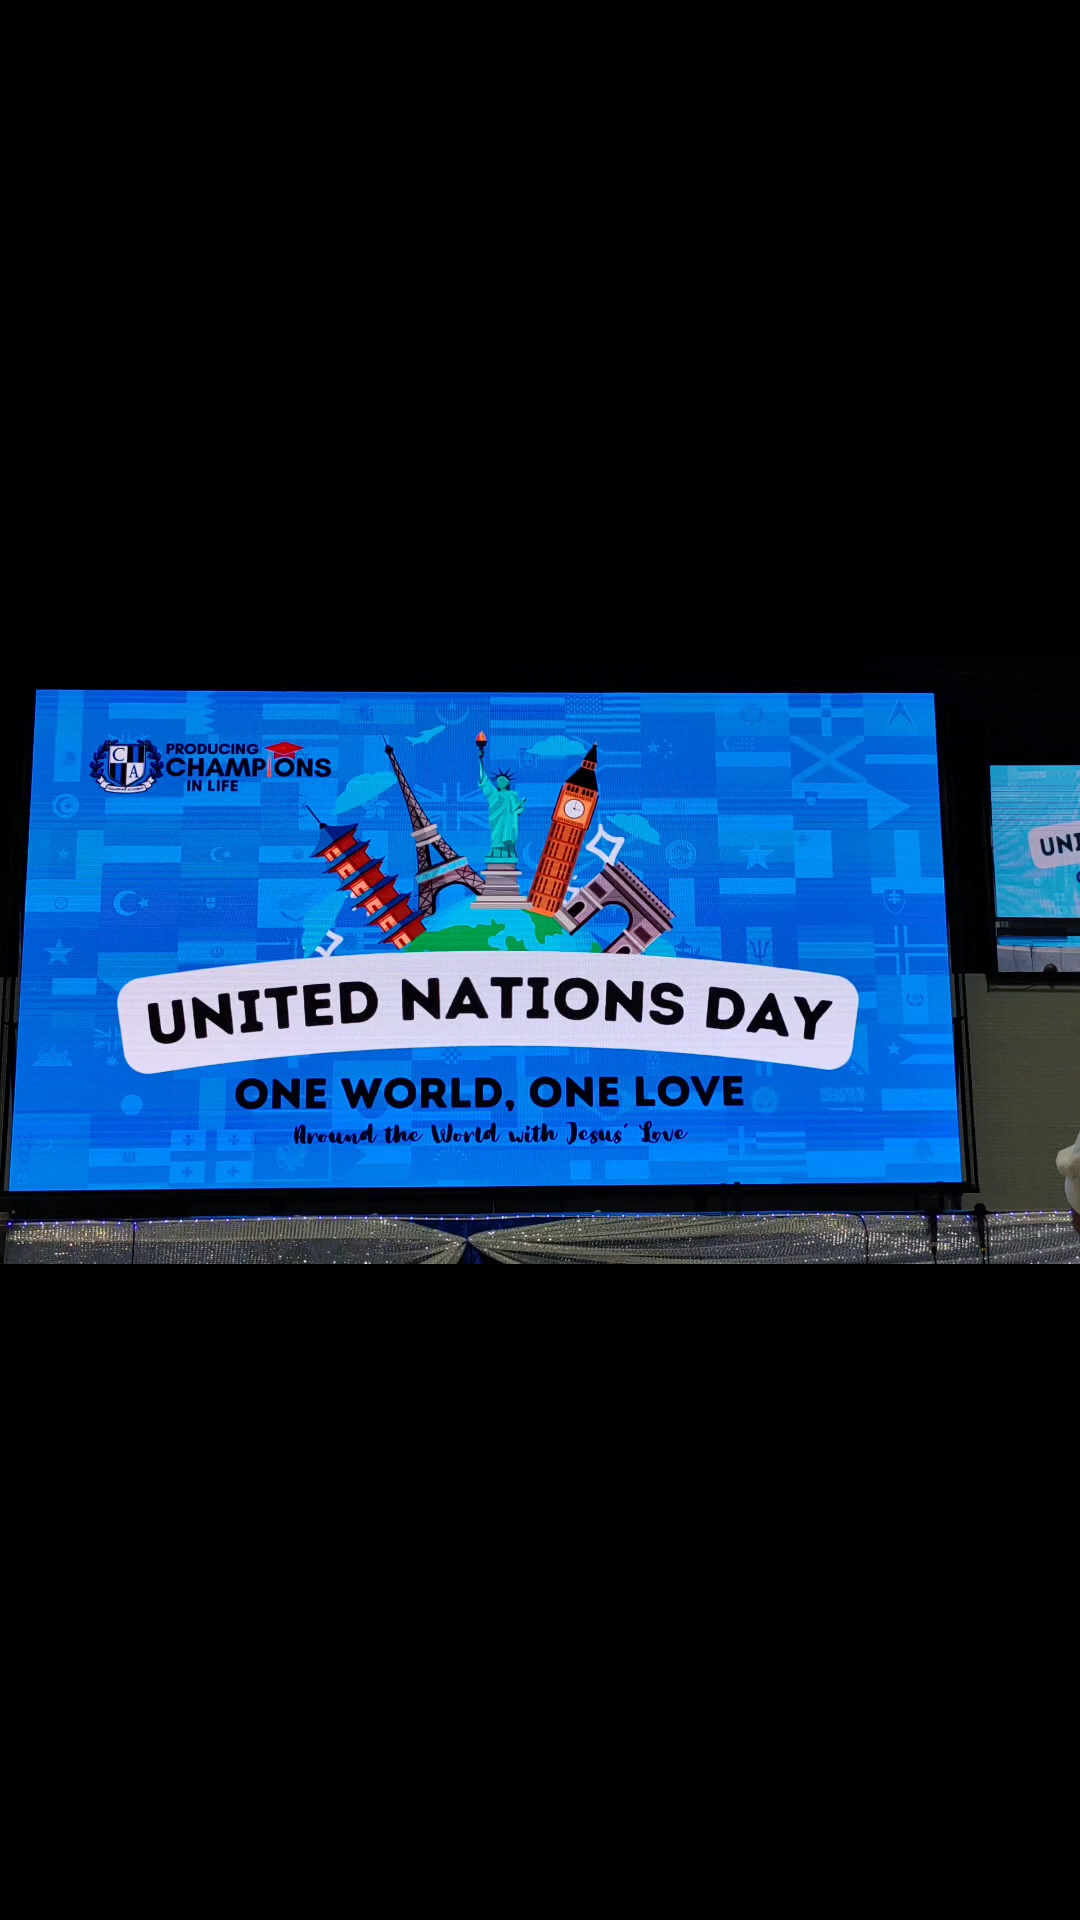 C A
PRODUCING
CHAMPIONS
IN LIFE
UNITED NATIONS DAY
ONE WORLD, ONE LOVE
Around the World with Jesus' Love
UNI